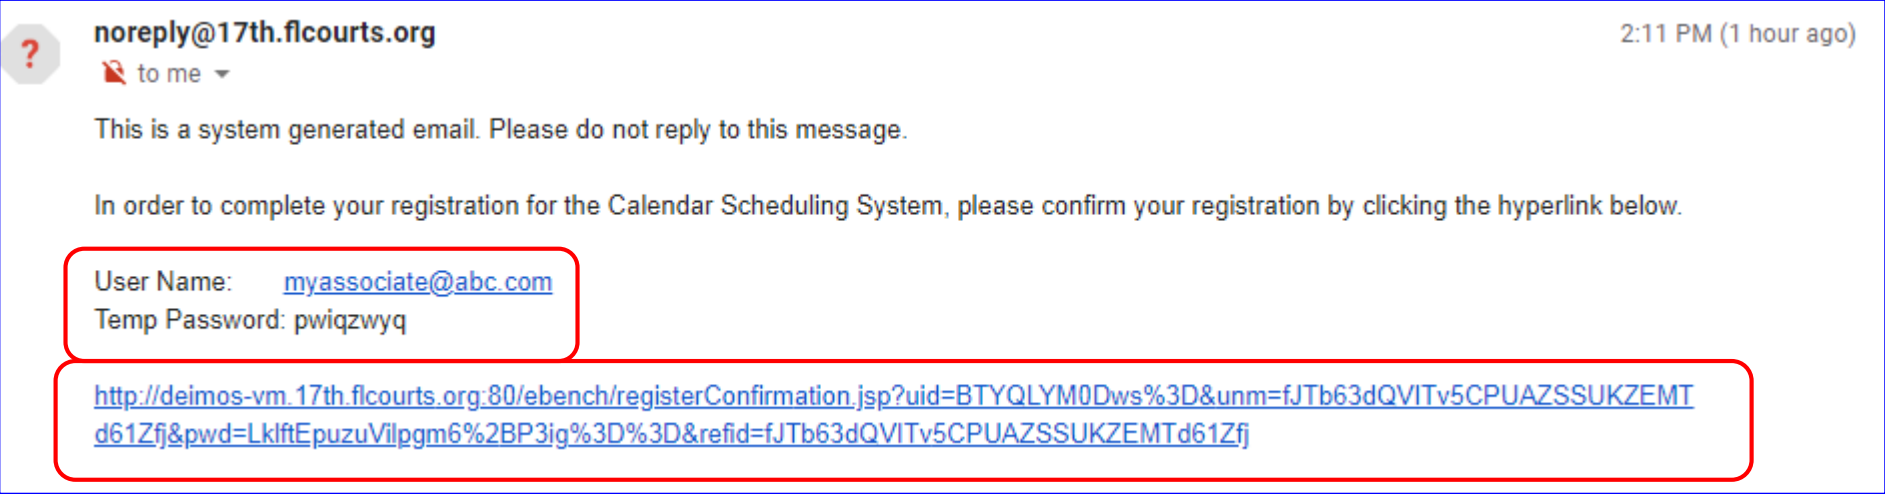 noreply@17th.flcourts.org
2:11 PM (1 hour ago)
?
to me
This is a system generated email. Please do not reply to this message.
In order to complete your registration for the Calendar Scheduling System, please confirm your registration by clicking the hyperlink below.
User Name: myassociate@abc.com
Temp Password: pwiqzwyq
http://deimos-vm.17th.flcourts.org:80/ebench/registerConfirmation.jsp?uid=BTYQLYM0Dws%3D&unm=fJTb63dQVITv5CPUAZSSUKZEMT
d61Zfj&pwd=LklftEpuzuVilpgm6%2BP3ig%3D%3D&refid=fJTb63dQVITv5CPUAZSSUKZEMTd61Zfj